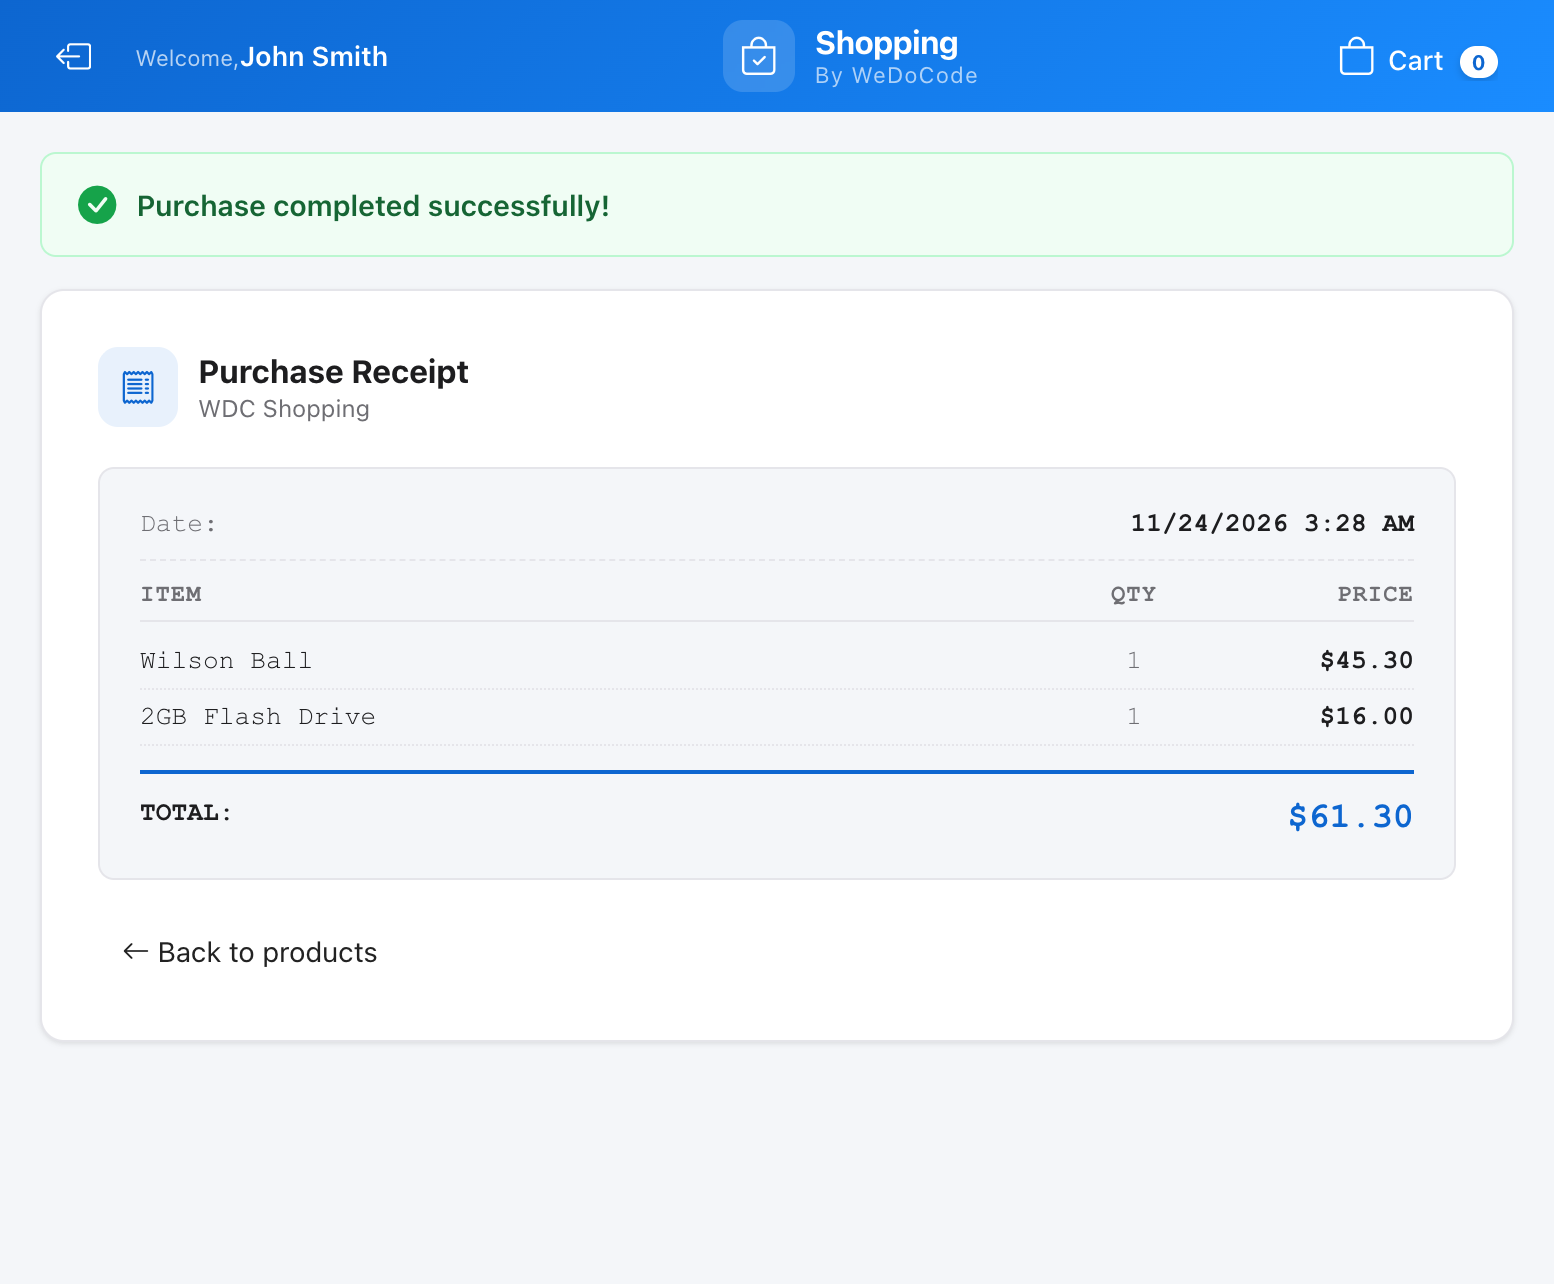 Welcome,John Smith
Shopping
By WeDoCode
Cart 0
Purchase completed successfully!
Purchase Receipt
WDC Shopping
Date: 11/24/2026 3:28 AM
ITEM QTY PRICE
Wilson Ball 1 $45.30
2GB Flash Drive 1 $16.00
TOTAL: $61.30
← Back to products